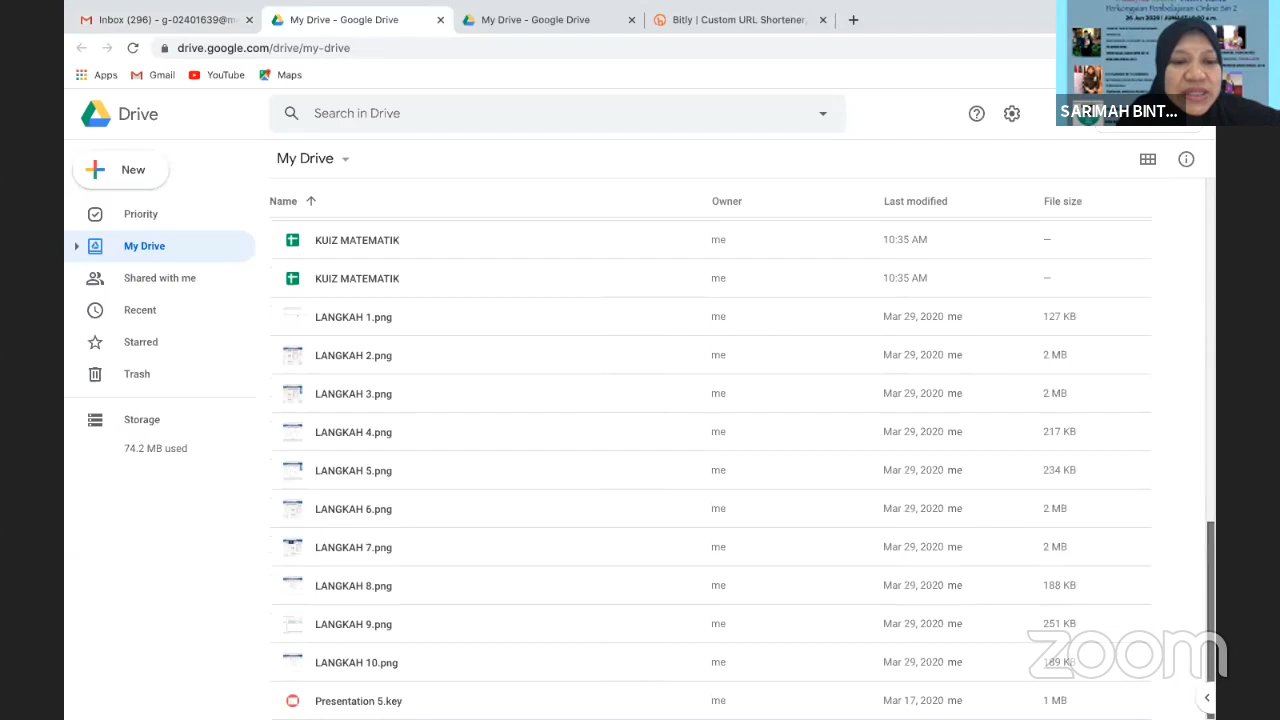 Inbox (296) - g-02401639@m
My Drive - Google Drive
My Drive - Google Drive
Bitly | Custom URL Shortener
drive.google.com/drive/my-drive
Apps
Gmail
YouTube
Maps
Perkongsian Pembelajaran Online Siri 2
SARIMAH BINT...
Drive
Search in Drive
New
My Drive
Name
Owner
Last modified
File size
Priority
My Drive
Shared with me
Recent
Starred
Trash
Storage
74.2 MB used
KUIZ MATEMATIK me 10:35 AM –
KUIZ MATEMATIK me 10:35 AM –
LANGKAH 1.png me Mar 29, 2020 me 127 KB
LANGKAH 2.png me Mar 29, 2020 me 2 MB
LANGKAH 3.png me Mar 29, 2020 me 2 MB
LANGKAH 4.png me Mar 29, 2020 me 217 KB
LANGKAH 5.png me Mar 29, 2020 me 234 KB
LANGKAH 6.png me Mar 29, 2020 me 2 MB
LANGKAH 7.png me Mar 29, 2020 me 2 MB
LANGKAH 8.png me Mar 29, 2020 me 188 KB
LANGKAH 9.png me Mar 29, 2020 me 251 KB
LANGKAH 10.png me Mar 29, 2020 me 189 KB
Presentation 5.key me Mar 17, 2020 me 1 MB
zoom